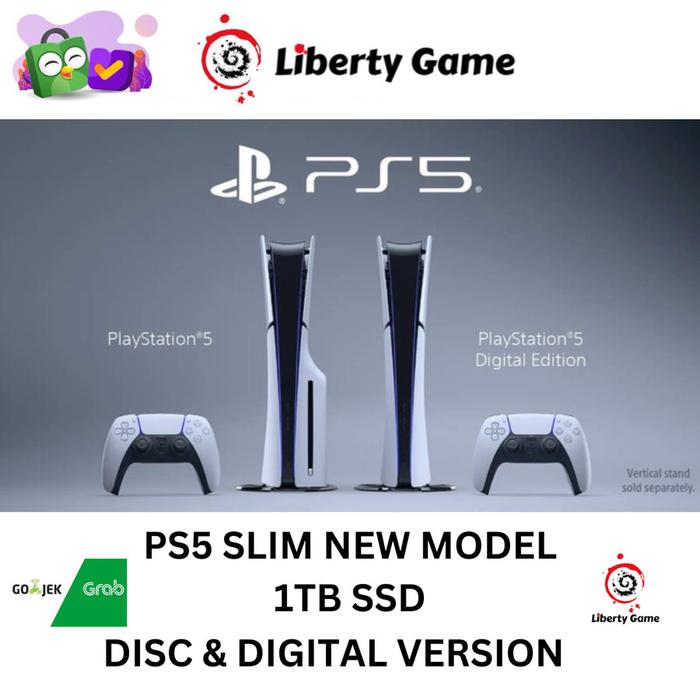 Liberty Game
PS5
PlayStation®5
PlayStation®5
Digital Edition
Vertical stand
sold separately.
PS5 SLIM NEW MODEL
GOJEK
Grab
1TB SSD
Liberty Game
DISC & DIGITAL VERSION